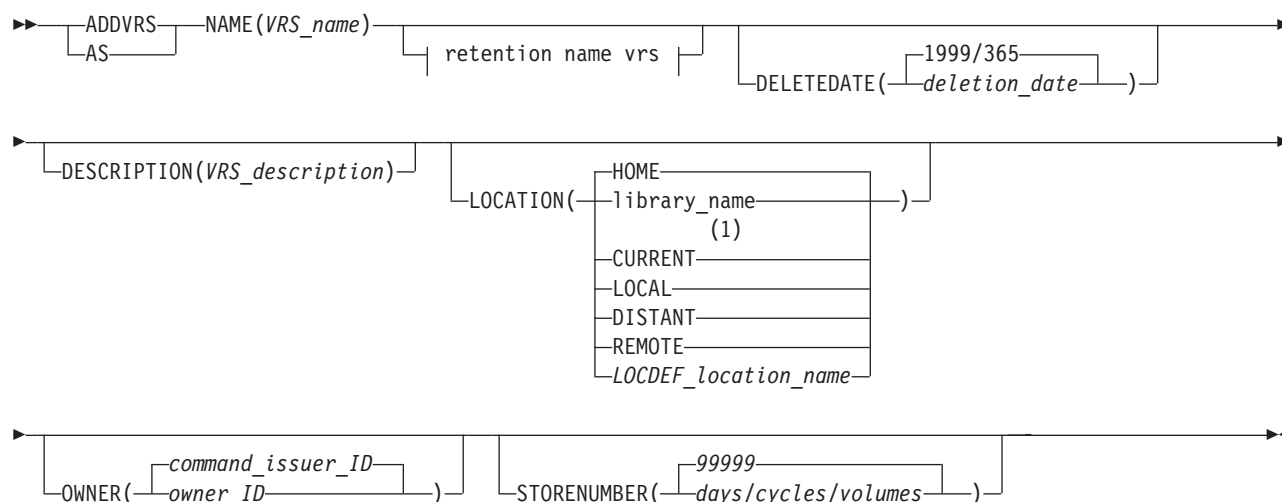 ADDVRS NAME(VRS_name)
AS
retention name vrs
1999/365
DELETEDATE( deletion_date )
DESCRIPTION(VRS_description)
HOME
LOCATION( library_name )
(1)
CURRENT
LOCAL
DISTANT
REMOTE
LOCDEF_location_name
command_issuer_ID
OWNER( owner_ID )
99999
STORENUMBER( days/cycles/volumes )